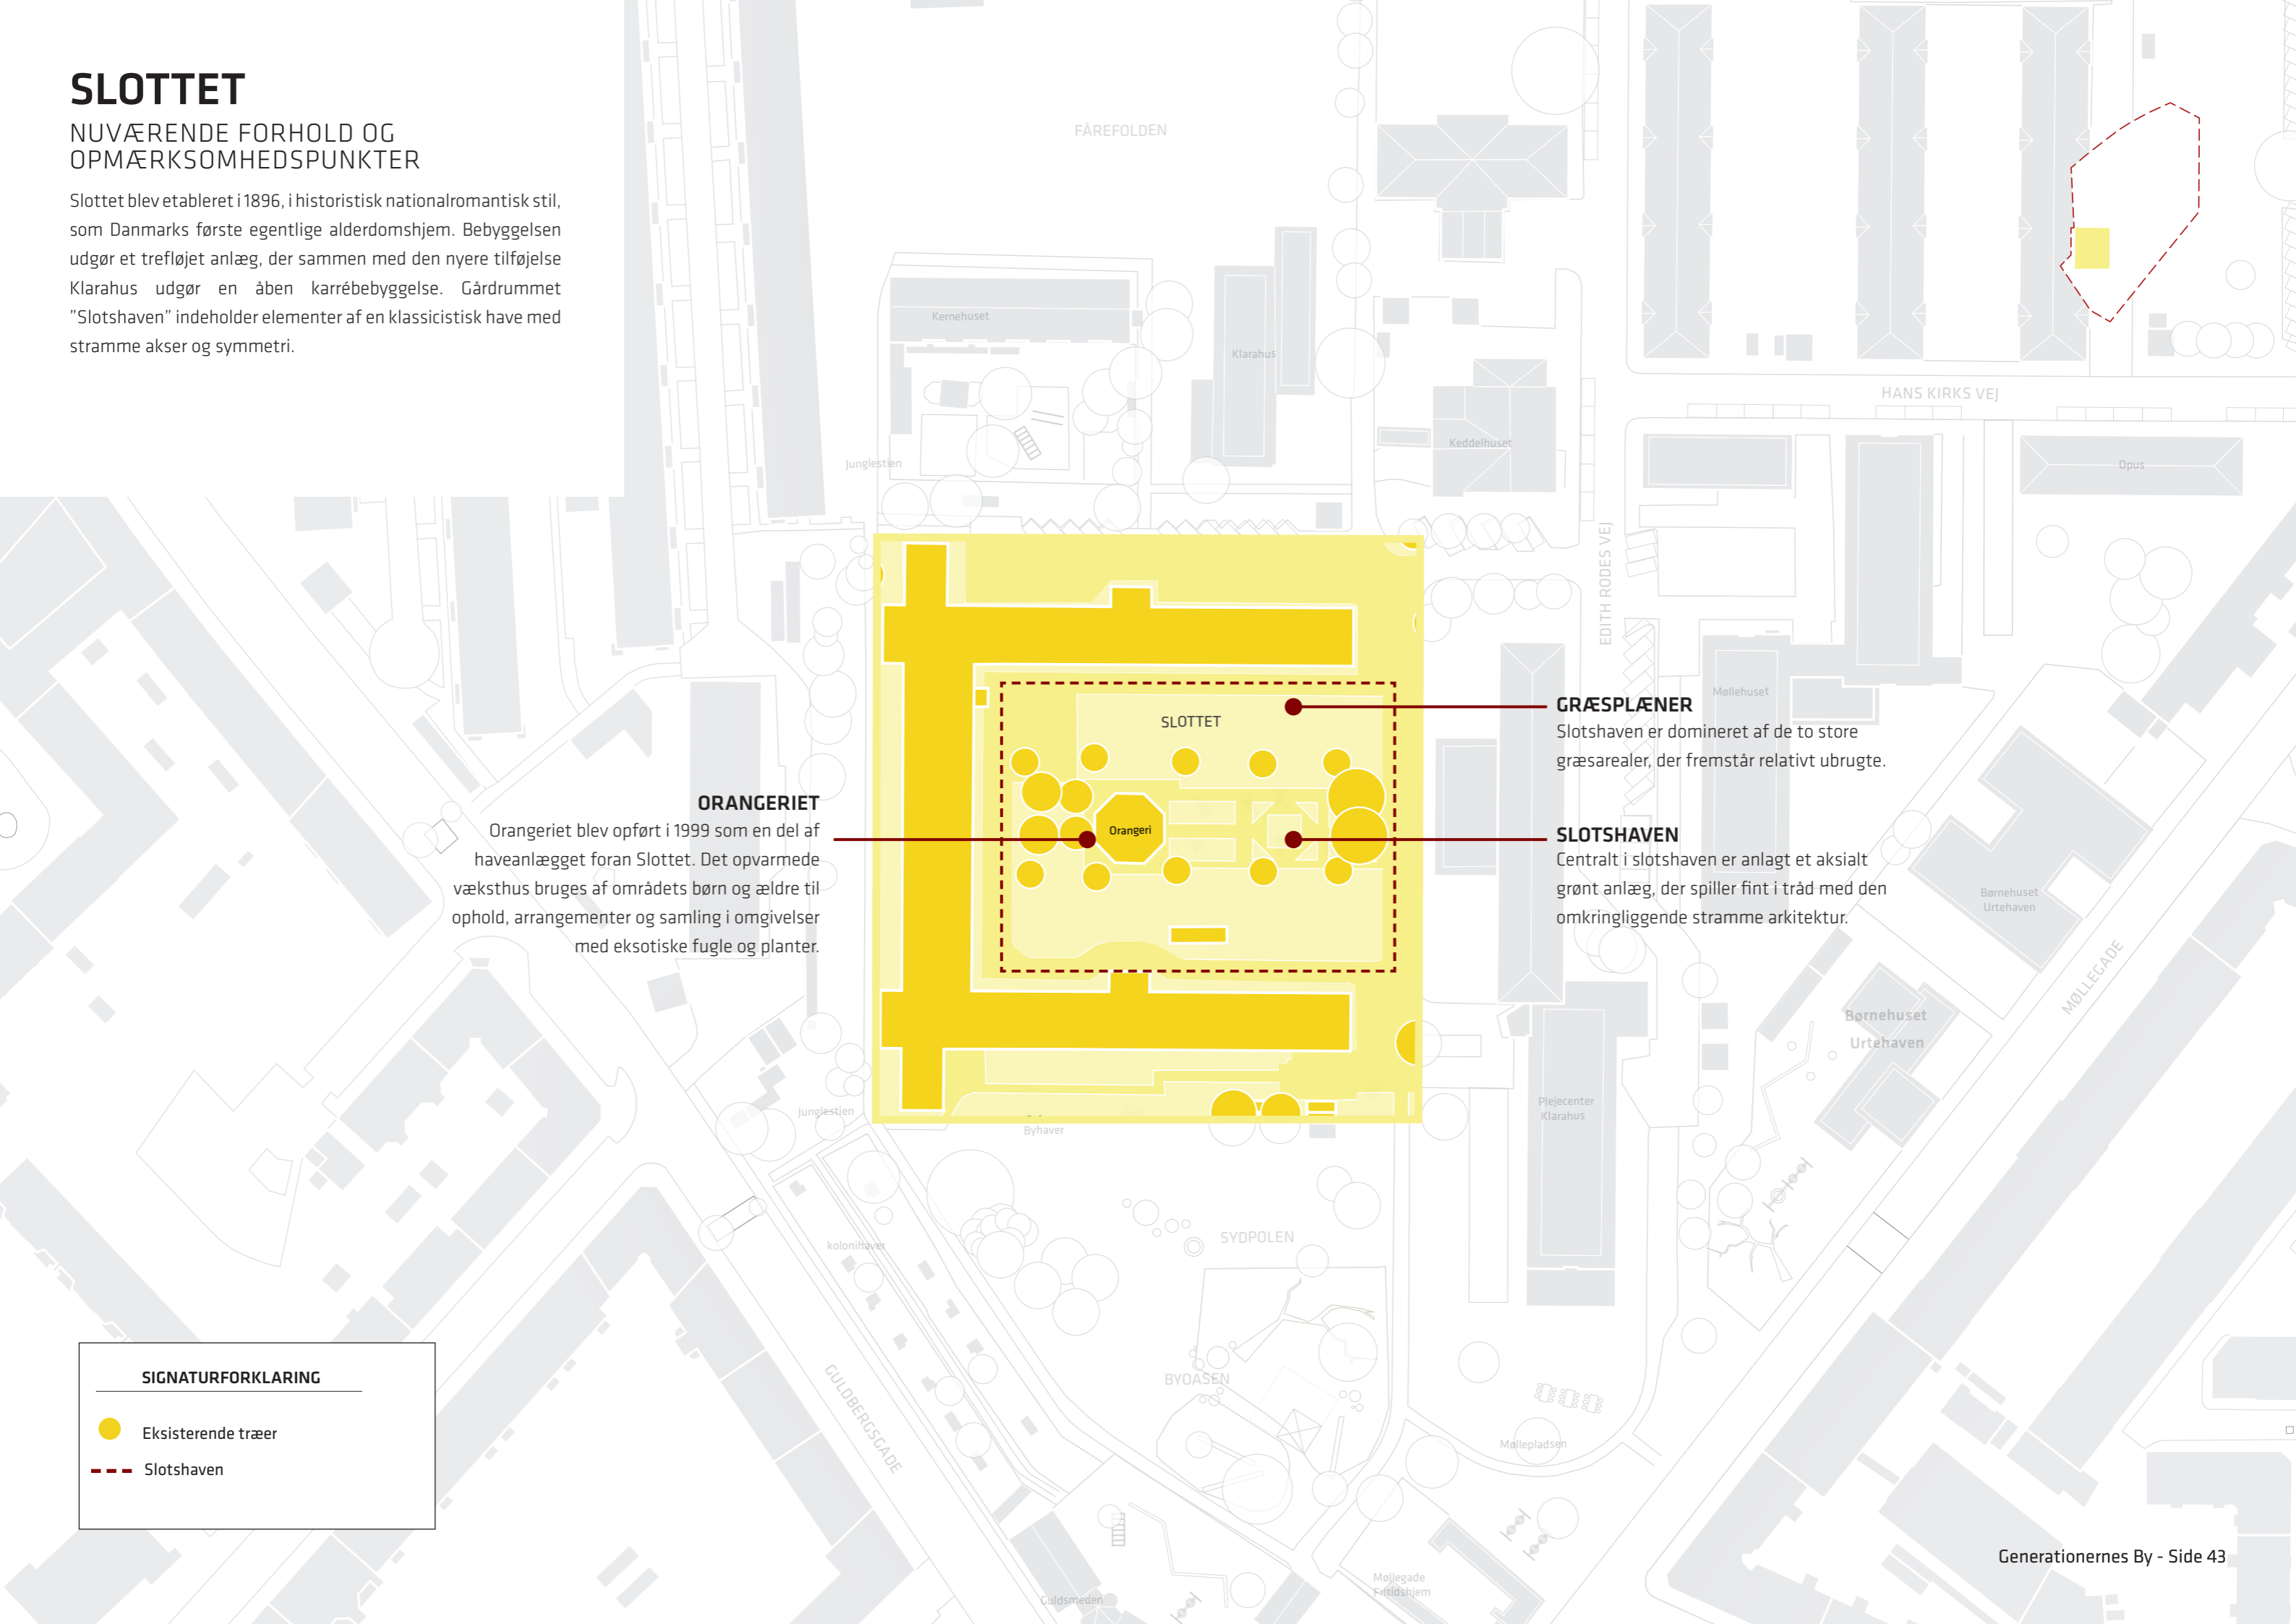 SLOTTET
NUVÆRENDE FORHOLD OG
OPMÆRKSOMHEDSPUNKTER
Slottet blev etableret i 1896, i historistisk nationalromantisk stil,
som Danmarks første egentlige alderdomshjem. Bebyggelsen
udgør et trefløjet anlæg, der sammen med den nyere tilføjelse
Klarahus udgør en åben karrébebyggelse. Gårdrummet
”Slotshaven” indeholder elementer af en klassicistisk have med
stramme akser og symmetri.
FÅREFOLDEN
Kernehuset
Klarahus
Keddelhuset
Junglestien
HANS KIRKS VEJ
Opus
EDITH RODES VEJ
Møllehuset
SLOTTET
Orangeri
GRÆSPLÆNER
Slotshaven er domineret af de to store
græsarealer, der fremstår relativt ubrugte.
ORANGERIET
Orangeriet blev opført i 1999 som en del af
haveanlægget foran Slottet. Det opvarmede
væksthus bruges af områdets børn og ældre til
ophold, arrangementer og samling i omgivelser
med eksotiske fugle og planter.
SLOTSHAVEN
Centralt i slotshaven er anlagt et aksialt
grønt anlæg, der spiller fint i tråd med den
omkringliggende stramme arkitektur.
Børnehuset
Urtehaven
MØLLEGADE
Børnehuset
Urtehaven
Plejecenter
Klarahus
Junglestien
Byhaver
kolonihaver
SYDPOLEN
BYOASEN
GULDBERGSGADE
Møllepladsen
Møllegade
Fritidshjem
Guldsmeden
SIGNATURFORKLARING
Eksisterende træer
Slotshaven
Generationernes By - Side 43